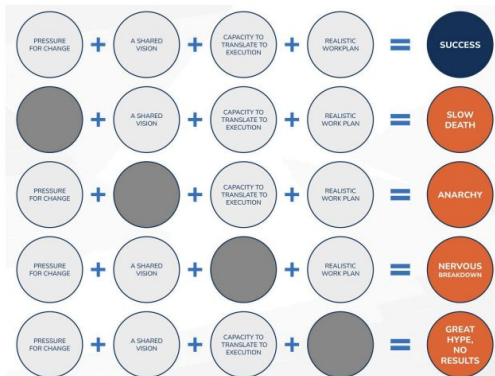 PRESSURE
FOR CHANGE
+
A SHARED
VISION
+
CAPACITY TO
TRANSLATE TO
EXECUTION
+
REALISTIC
WORKPLAN
=
SUCCESS
+
A SHARED
VISION
+
CAPACITY TO
TRANSLATE TO
EXECUTION
+
REALISTIC
WORK PLAN
=
SLOW
DEATH
PRESSURE
FOR CHANGE
+
+
CAPACITY TO
TRANSLATE TO
EXECUTION
+
REALISTIC
WORK PLAN
=
ANARCHY
PRESSURE
FOR CHANGE
+
A SHARED
VISION
+
+
REALISTIC
WORK PLAN
=
NERVOUS
BREAKDOWN
PRESSURE
FOR CHANGE
+
A SHARED
VISION
+
CAPACITY TO
TRANSLATE TO
EXECUTION
+
=
GREAT
HYPE,
NO
RESULTS